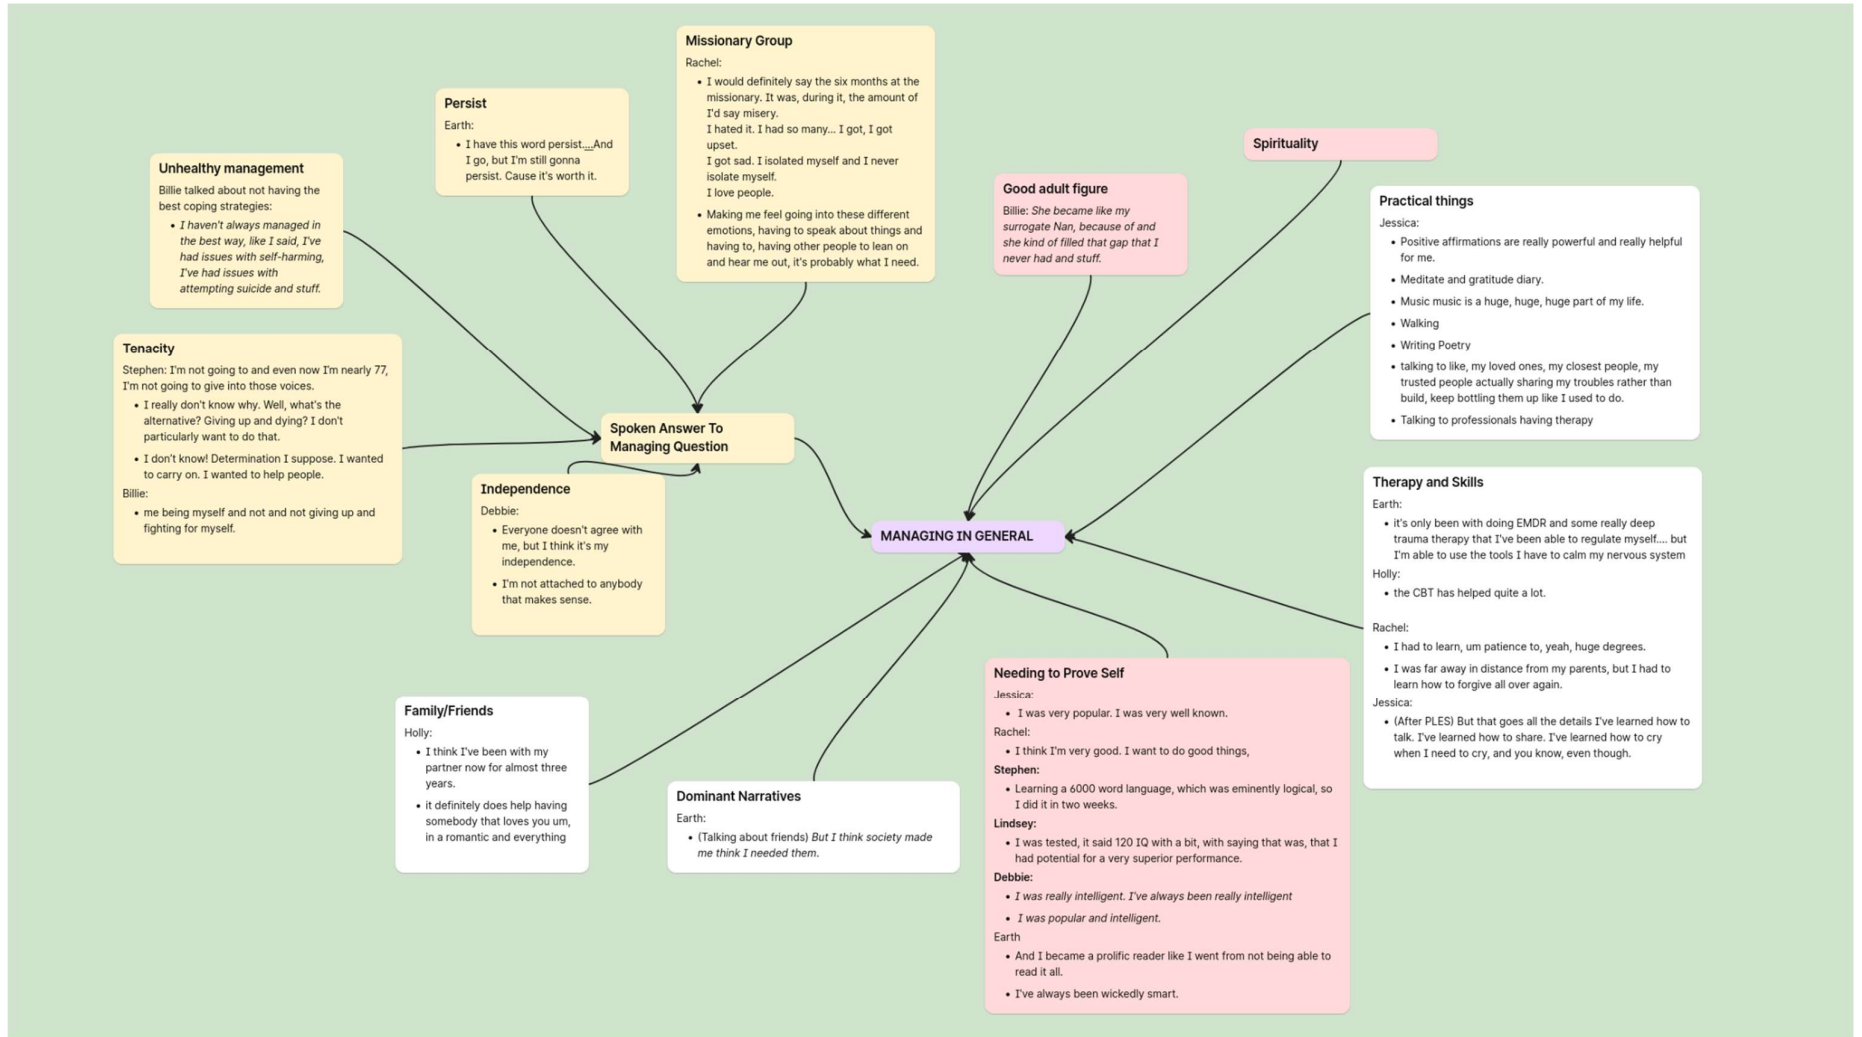 Missionary Group
Rachel:
• I would definitely say the six months at the
missionary. It was, during it, the amount of
I'd say misery.
I hated it. I had so many... I got, I got
upset.
I got sad. I isolated myself and I never
isolate myself.
I love people.
• Making me feel going into these different
emotions, having to speak about things and
having to, having other people to lean on
and hear me out, it's probably what I need.
Persist
Earth:
• I have this word persist....And
I go, but I'm still gonna
persist. Cause it's worth it.
Unhealthy management
Billie talked about not having the
best coping strategies:
• I haven't always managed in
the best way, like I said, I've
had issues with self-harming,
I've had issues with
attempting suicide and stuff.
Tenacity
Stephen: I'm not going to and even now I'm nearly 77,
I'm not going to give into those voices.
• I really don't know why. Well, what's the
alternative? Giving up and dying? I don't
particularly want to do that.
• I don't know! Determination I suppose. I wanted
to carry on. I wanted to help people.
Billie:
• me being myself and not and not giving up and
fighting for myself.
Spoken Answer To
Managing Question
Independence
Debbie:
• Everyone doesn't agree with
me, but I think it's my
independence.
• I'm not attached to anybody
that makes sense.
Spirituality
Good adult figure
Billie: She became like my
surrogate Nan, because of and
she kind of filled that gap that I
never had and stuff.
Practical things
Jessica:
• Positive affirmations are really powerful and really helpful
for me.
• Meditate and gratitude diary.
• Music music is a huge, huge, huge part of my life.
• Walking
• Writing Poetry
• talking to like, my loved ones, my closest people, my
trusted people actually sharing my troubles rather than
build, keep bottling them up like I used to do.
• Talking to professionals having therapy
MANAGING IN GENERAL
Therapy and Skills
Earth:
• it's only been with doing EMDR and some really deep
trauma therapy that I've been able to regulate myself.... but
I'm able to use the tools I have to calm my nervous system
Holly:
• the CBT has helped quite a lot.
Rachel:
• I had to learn, um patience to, yeah, huge degrees.
• I was far away in distance from my parents, but I had to
learn how to forgive all over again.
Jessica:
• (After PLES) But that goes all the details I've learned how to
talk. I've learned how to share. I've learned how to cry
when I need to cry, and you know, even though.
Family/Friends
Holly:
• I think I've been with my
partner now for almost three
years.
• it definitely does help having
somebody that loves you um,
in a romantic and everything
Dominant Narratives
Earth:
• (Talking about friends) But I think society made
me think I needed them.
Needing to Prove Self
Jessica:
• I was very popular. I was very well known.
Rachel:
• I think I'm very good. I want to do good things,
Stephen:
• Learning a 6000 word language, which was eminently logical, so
I did it in two weeks.
Lindsey:
• I was tested, it said 120 IQ with a bit, with saying that was, that I
had potential for a very superior performance.
Debbie:
• I was really intelligent. I've always been really intelligent
• I was popular and intelligent.
Earth
• And I became a prolific reader like I went from not being able to
read it all.
• I've always been wickedly smart.